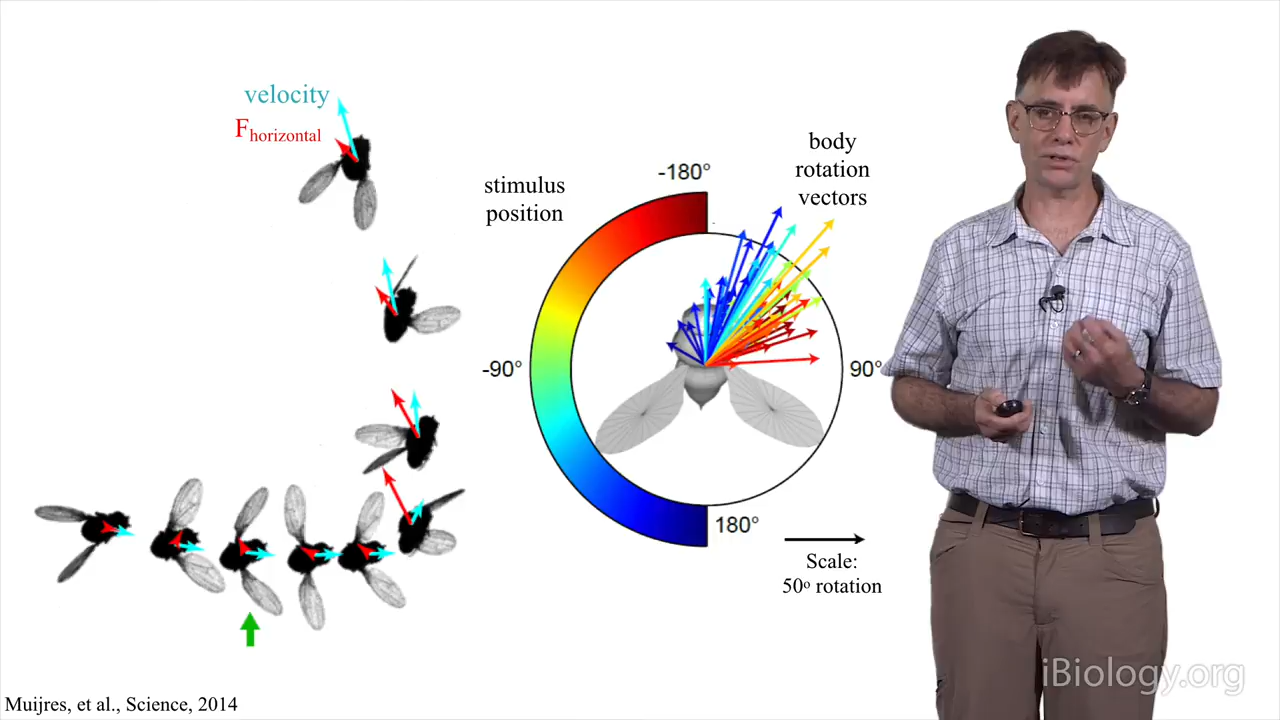 velocity
Fhorizontal
stimulus
position
body
rotation
vectors
-180°
-90°
90°
180°
Scale:
50º rotation
iBiology.org
Muijres, et al., Science, 2014